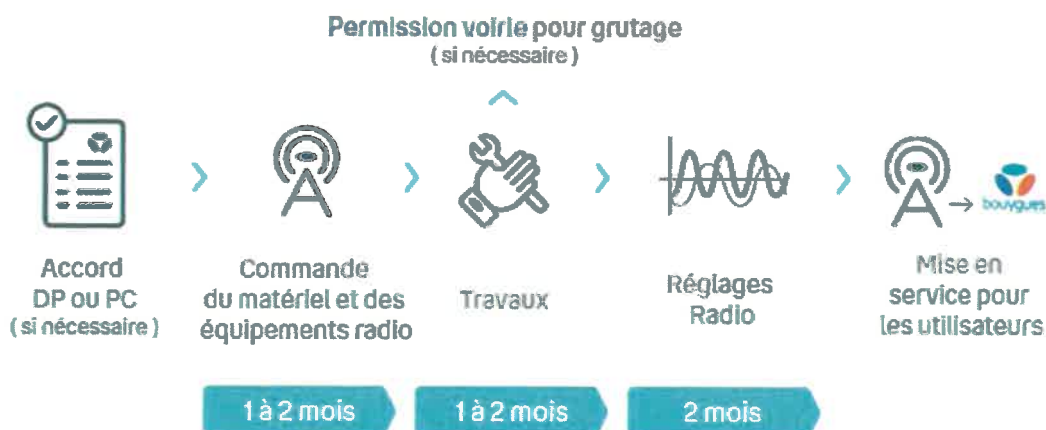 Permission voirie pour grutage
( si nécessaire )
bouygues
Accord
DP ou PC
( si nécessaire )
Commande
du matériel et des
équipements radio
Travaux
Réglages
Radio
Mise en
service pour
les utilisateurs
1 à 2 mois
1 à 2 mois
2 mois